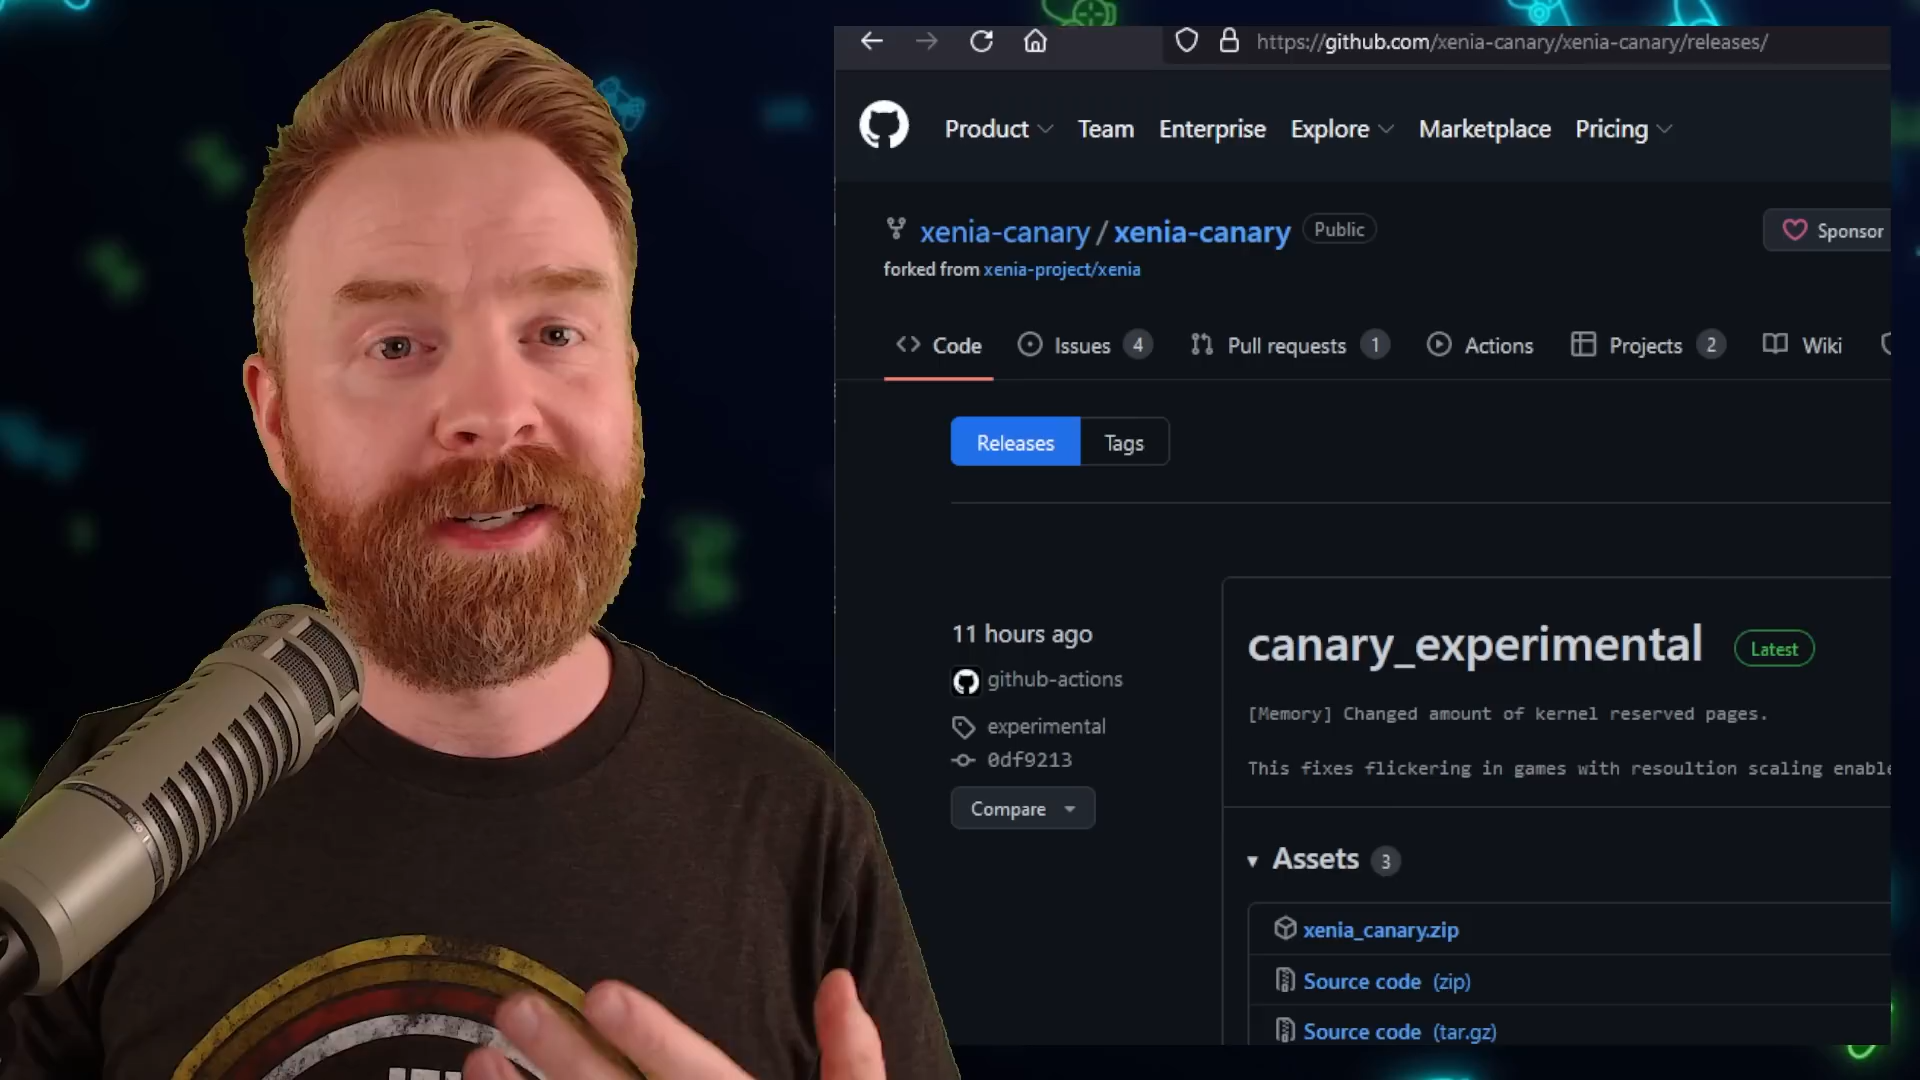 https://github.com/xenia-canary/xenia-canary/releases/
Product Team Enterprise Explore Marketplace Pricing
xenia-canary / xenia-canary Public
Sponsor
forked from xenia-project/xenia
Code Issues 4 Pull requests 1 Actions Projects 2 Wiki
Releases Tags
11 hours ago
github-actions
experimental
0df9213
Compare
canary_experimental Latest
[Memory] Changed amount of kernel reserved pages.
This fixes flickering in games with resoultion scaling enable
Assets 3
xenia_canary.zip
Source code (zip)
Source code (tar.gz)